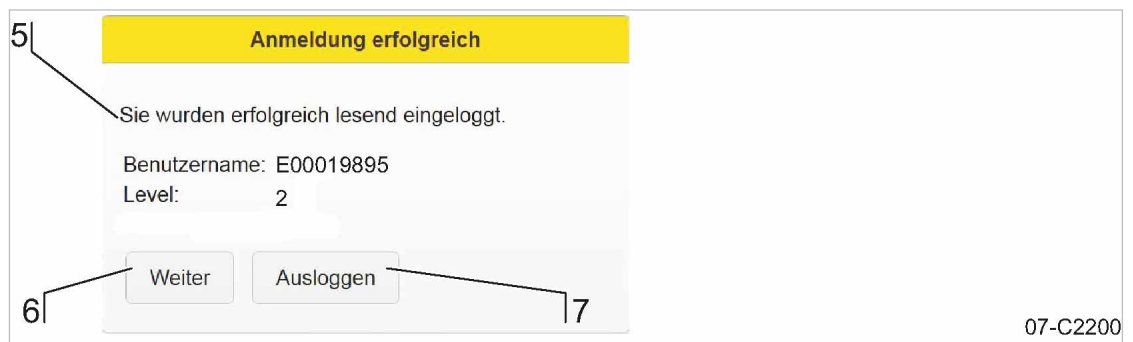 5
Anmeldung erfolgreich
Sie wurden erfolgreich lesend eingeloggt.
Benutzername: E00019895
Level: 2
Weiter Ausloggen
6 7
07-C2200